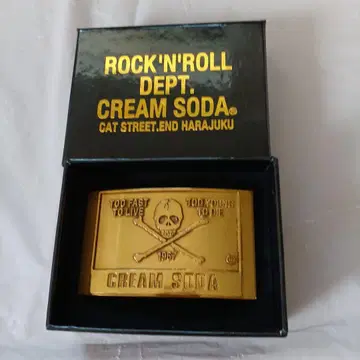 ROCK'N'ROLL
DEPT.
CREAM SODA®
CAT STREET.END HARAJUKU
TOO FAST TOO YOUNG
TO LIVE TO DIE
1957
CREAM SODA